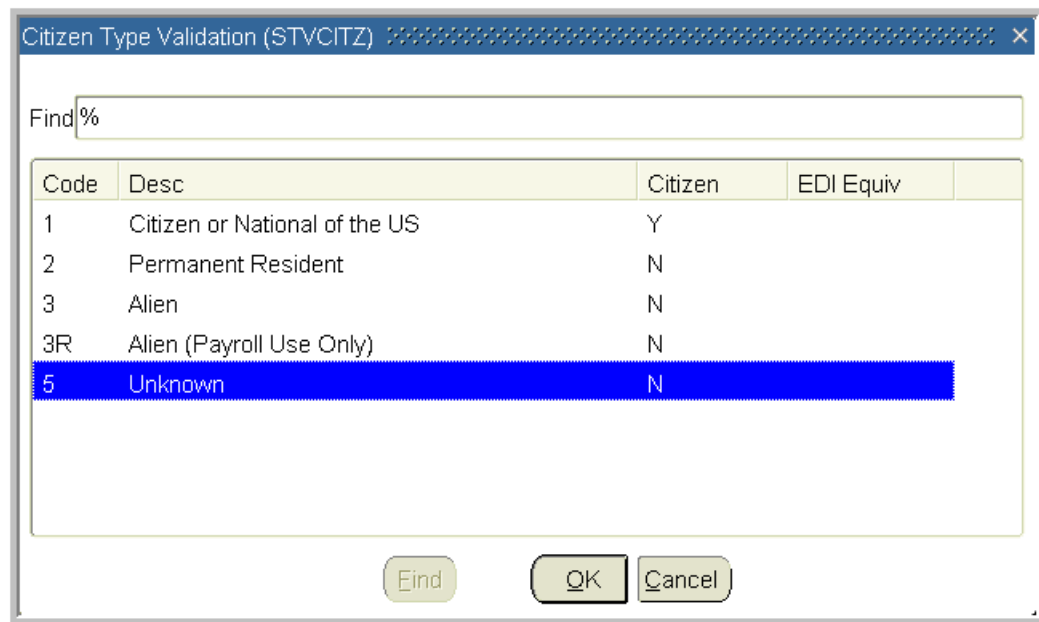 Citizen Type Validation (STVCITZ)
Find %
Code Desc Citizen EDI Equiv
1 Citizen or National of the US Y
2 Permanent Resident N
3 Alien N
3R Alien (Payroll Use Only) N
5 Unknown N
Find OK Cancel